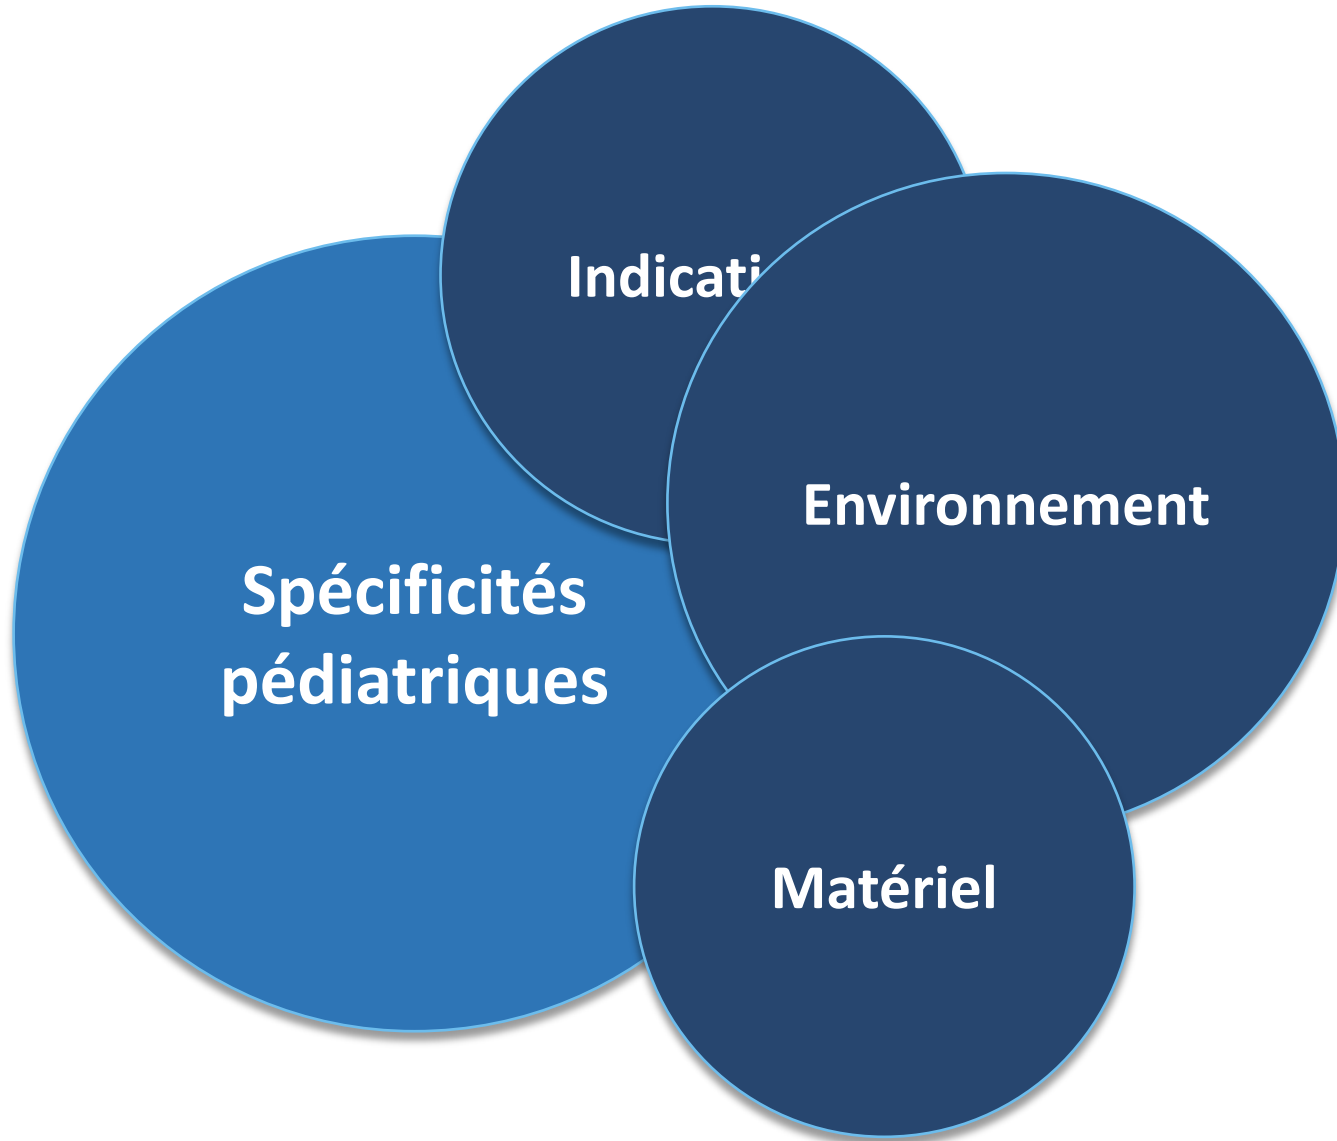 Indicati
Environnement
Spécificités
pédiatriques
Matériel